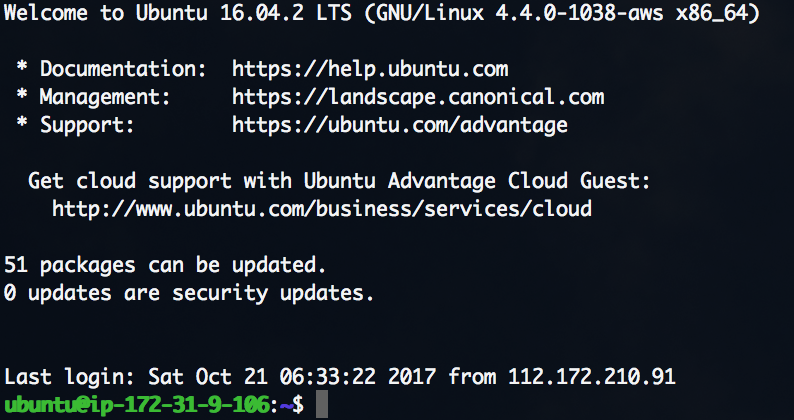 Welcome to Ubuntu 16.04.2 LTS (GNU/Linux 4.4.0-1038-aws x86_64)
* Documentation: https://help.ubuntu.com
* Management: https://landscape.canonical.com
* Support: https://ubuntu.com/advantage
Get cloud support with Ubuntu Advantage Cloud Guest:
http://www.ubuntu.com/business/services/cloud
51 packages can be updated.
0 updates are security updates.
Last login: Sat Oct 21 06:33:22 2017 from 112.172.210.91
ubuntu@ip-172-31-9-106:~$